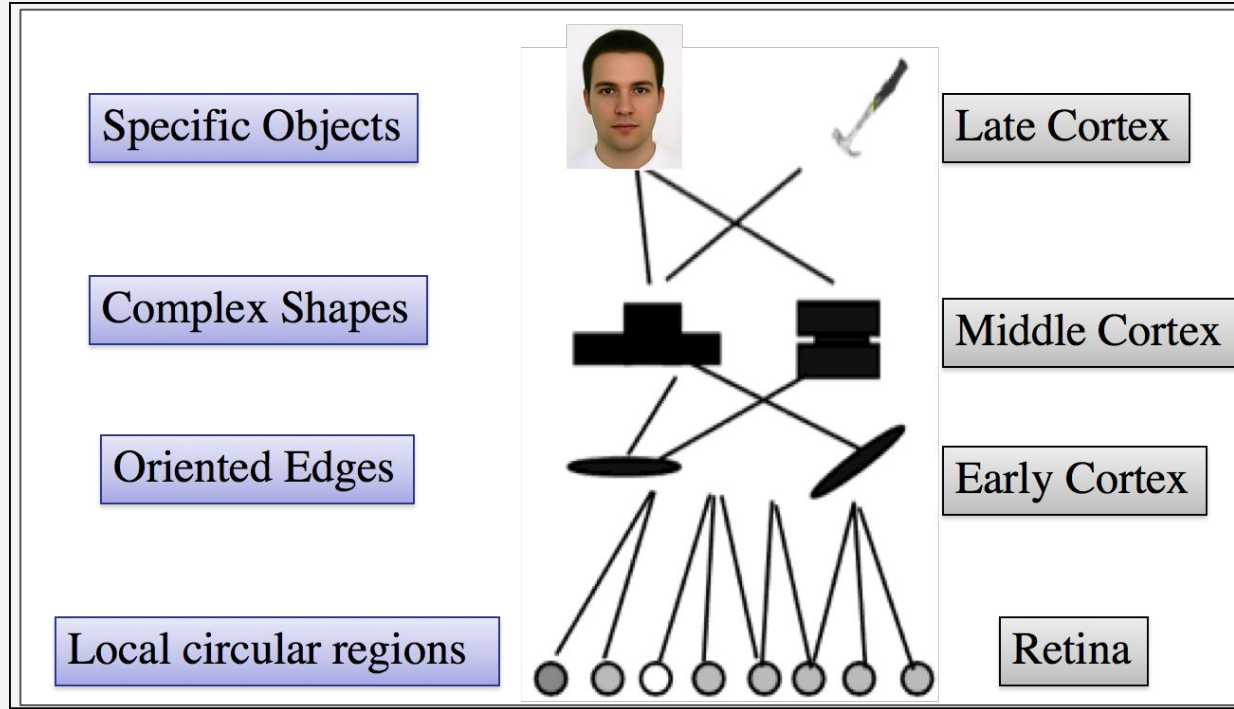 Specific Objects
Late Cortex
Complex Shapes
Middle Cortex
Oriented Edges
Early Cortex
Local circular regions
Retina